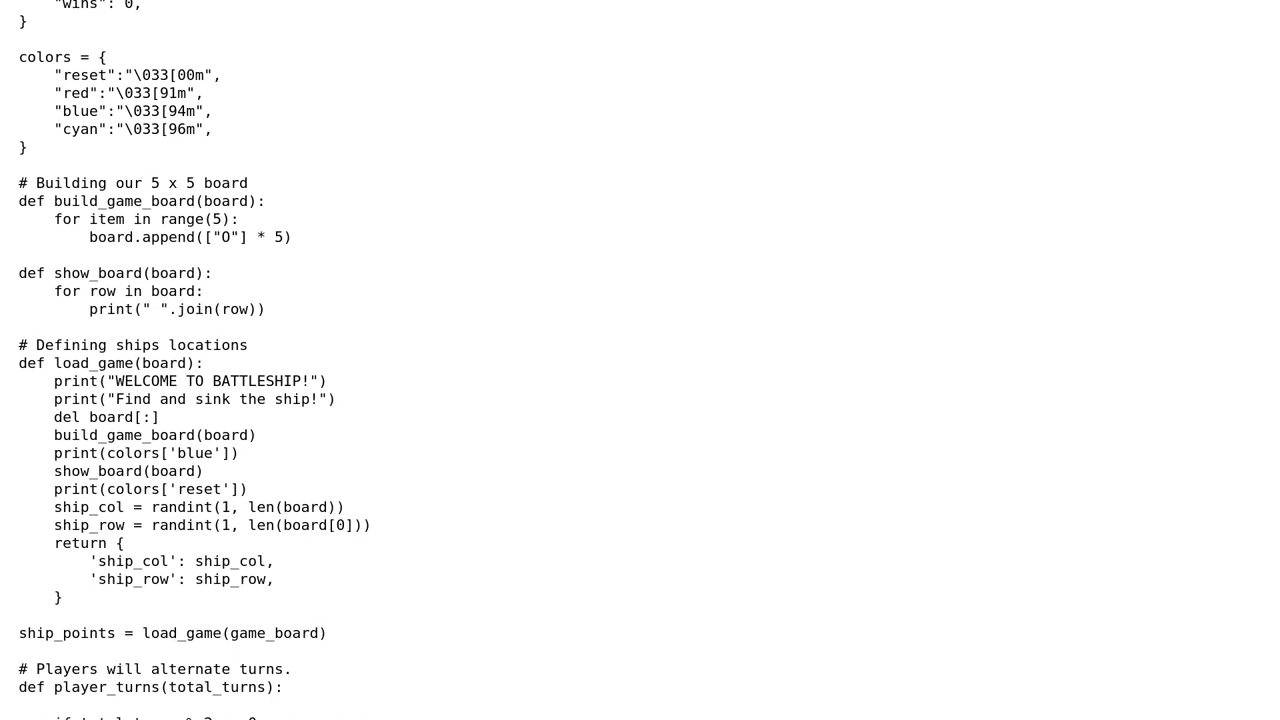 "wins": 0,
}
colors = {
"reset":"\033[00m",
"red":"\033[91m",
"blue":"\033[94m",
"cyan":"\033[96m",
}
# Building our 5 x 5 board
def build_game_board(board):
for item in range(5):
board.append(["O"] * 5)
def show_board(board):
for row in board:
print(" ".join(row))
# Defining ships locations
def load_game(board):
print("WELCOME TO BATTLESHIP!")
print("Find and sink the ship!")
del board[:]
build_game_board(board)
print(colors['blue'])
show_board(board)
print(colors['reset'])
ship_col = randint(1, len(board))
ship_row = randint(1, len(board[0]))
return {
'ship_col': ship_col,
'ship_row': ship_row,
}
ship_points = load_game(game_board)
# Players will alternate turns.
def player_turns(total_turns):